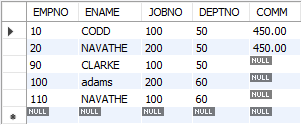 EMPNO ENAME JOBNO DEPTNO COMM
10 CODD 100 50 450.00
20 NAVATHE 200 50 450.00
90 CLARKE 100 50 NULL
100 adams 200 60 NULL
110 NAVATHE 100 60 NULL
NULL NULL NULL NULL NULL